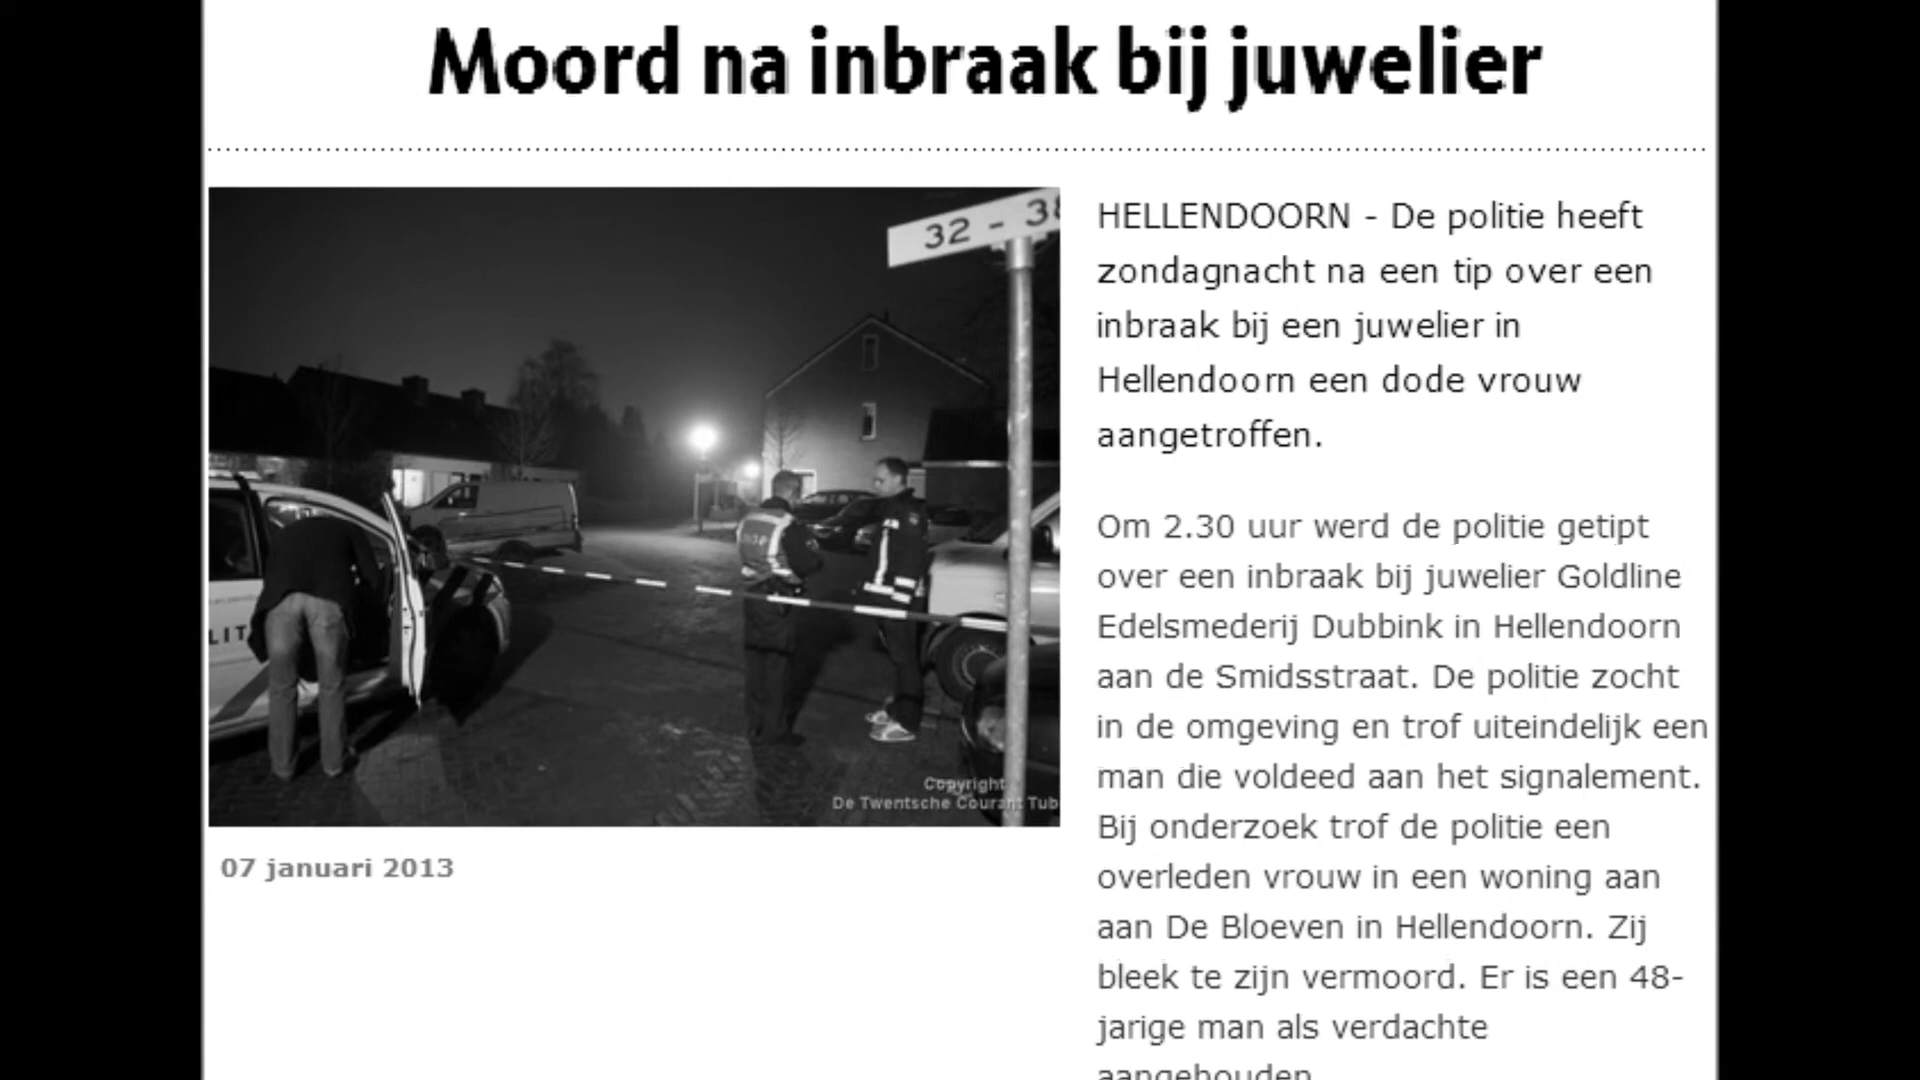 Moord na inbraak bij juwelier
32 - 38
HELLENDOORN - De politie heeft
zondagnacht na een tip over een
inbraak bij een juwelier in
Hellendoorn een dode vrouw
aangetroffen.
LIT
Copyright
De Twentsche Courant Tub
07 januari 2013
Om 2.30 uur werd de politie getipt
over een inbraak bij juwelier Goldline
Edelsmederij Dubbink in Hellendoorn
aan de Smidsstraat. De politie zocht
in de omgeving en trof uiteindelijk een
man die voldeed aan het signalement.
Bij onderzoek trof de politie een
overleden vrouw in een woning aan
aan De Bloeven in Hellendoorn. Zij
bleek te zijn vermoord. Er is een 48-
jarige man als verdachte
aangehouden